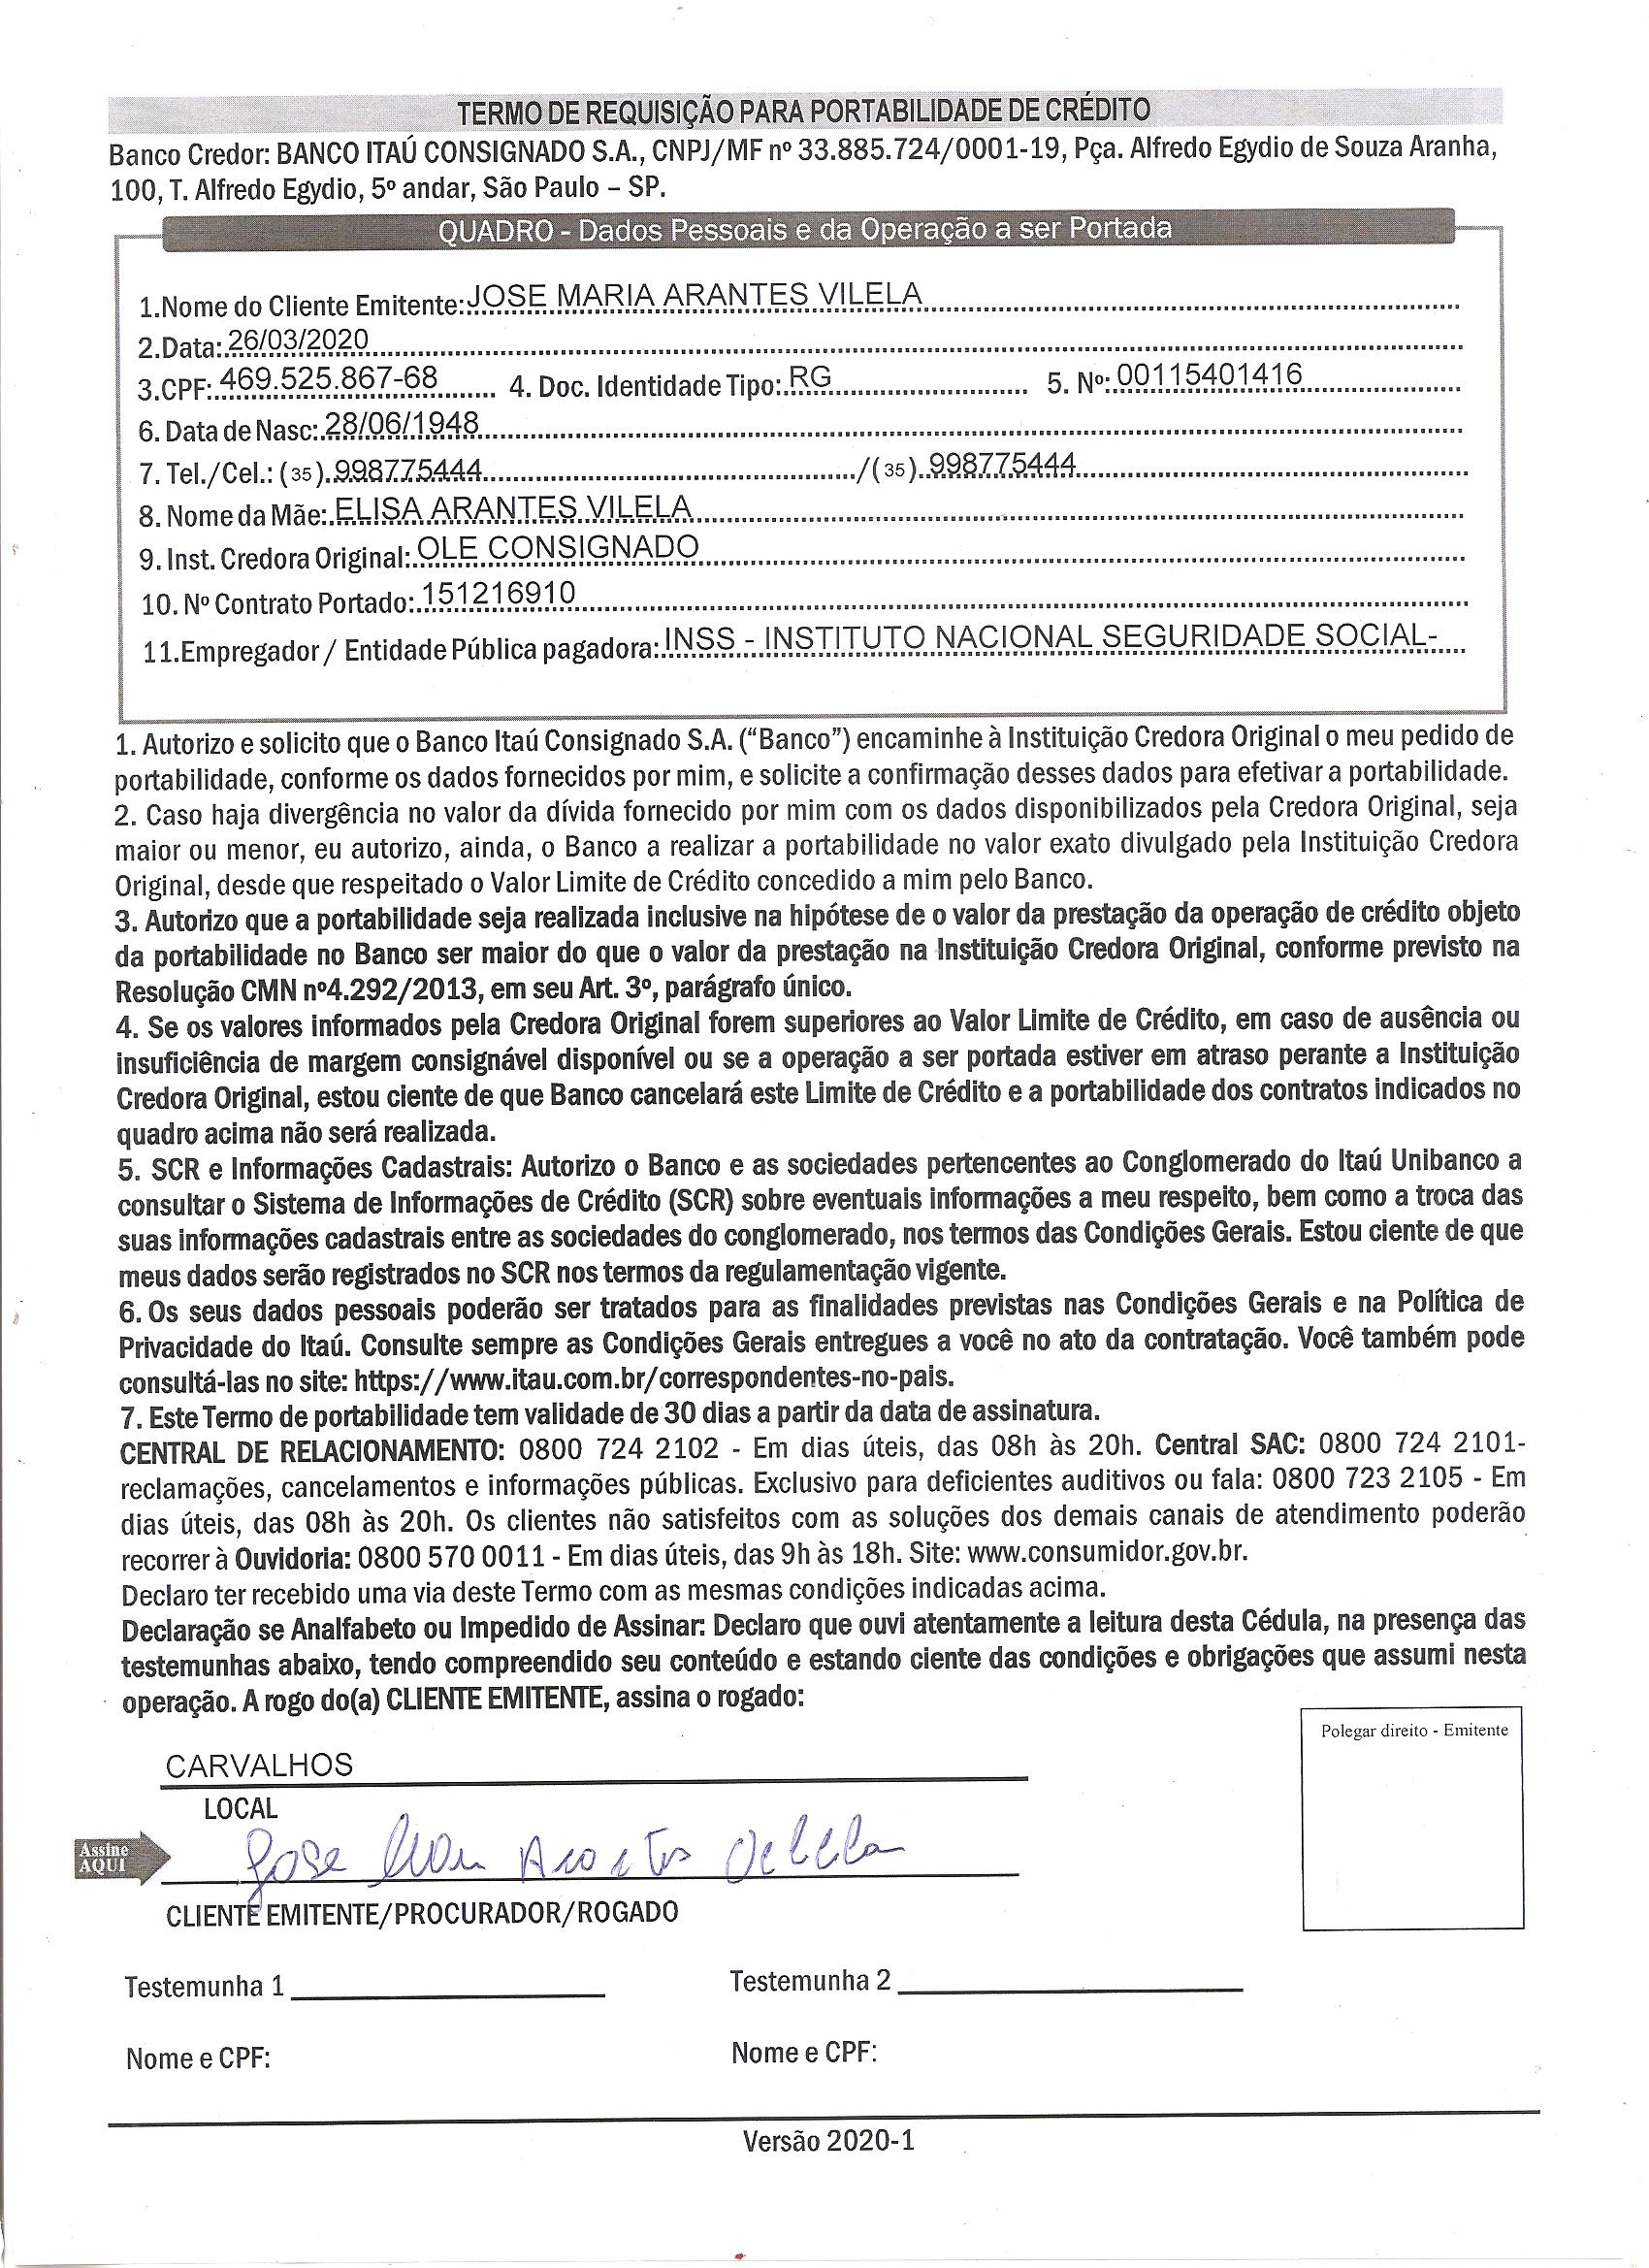 TERMO DE REQUISIÇÃO PARA PORTABILIDADE DE CRÉDITO
Banco Credor: BANCO ITAÚ CONSIGNADO S.A., CNPJ/MF nº 33.885.724/0001-19, Pça. Alfredo Egydio de Souza Aranha,
100, T. Alfredo Egydio, 5º andar, São Paulo – SP.
QUADRO - Dados Pessoais e da Operação a ser Portada
1.Nome do Cliente Emitente: JOSE MARIA ARANTES VILELA
2.Data: 26/03/2020
3.CPF: 469.525.867-68 4. Doc. Identidade Tipo: RG 5. Nº: 00115401416
6. Data de Nasc: 28/06/1948
7. Tel./Cel.: (35) 998775444 /(35) 998775444
8. Nome da Mãe: ELISA ARANTES VILELA
9. Inst. Credora Original: OLE CONSIGNADO
10. Nº Contrato Portado: 151216910
11.Empregador / Entidade Pública pagadora: INSS - INSTITUTO NACIONAL SEGURIDADE SOCIAL-
1. Autorizo e solicito que o Banco Itaú Consignado S.A. (“Banco”) encaminhe à Instituição Credora Original o meu pedido de
portabilidade, conforme os dados fornecidos por mim, e solicite a confirmação desses dados para efetivar a portabilidade.
2. Caso haja divergência no valor da dívida fornecido por mim com os dados disponibilizados pela Credora Original, seja
maior ou menor, eu autorizo, ainda, o Banco a realizar a portabilidade no valor exato divulgado pela Instituição Credora
Original, desde que respeitado o Valor Limite de Crédito concedido a mim pelo Banco.
3. Autorizo que a portabilidade seja realizada inclusive na hipótese de o valor da prestação da operação de crédito objeto
da portabilidade no Banco ser maior do que o valor da prestação na Instituição Credora Original, conforme previsto na
Resolução CMN nº4.292/2013, em seu Art. 3º, parágrafo único.
4. Se os valores informados pela Credora Original forem superiores ao Valor Limite de Crédito, em caso de ausência ou
insuficiência de margem consignável disponível ou se a operação a ser portada estiver em atraso perante a Instituição
Credora Original, estou ciente de que Banco cancelará este Limite de Crédito e a portabilidade dos contratos indicados no
quadro acima não será realizada.
5. SCR e Informações Cadastrais: Autorizo o Banco e as sociedades pertencentes ao Conglomerado do Itaú Unibanco a
consultar o Sistema de Informações de Crédito (SCR) sobre eventuais informações a meu respeito, bem como a troca das
suas informações cadastrais entre as sociedades do conglomerado, nos termos das Condições Gerais. Estou ciente de que
meus dados serão registrados no SCR nos termos da regulamentação vigente.
6. Os seus dados pessoais poderão ser tratados para as finalidades previstas nas Condições Gerais e na Política de
Privacidade do Itaú. Consulte sempre as Condições Gerais entregues a você no ato da contratação. Você também pode
consultá-las no site: https://www.itau.com.br/correspondentes-no-pais.
7. Este Termo de portabilidade tem validade de 30 dias a partir da data de assinatura.
CENTRAL DE RELACIONAMENTO: 0800 724 2102 - Em dias úteis, das 08h às 20h. Central SAC: 0800 724 2101-
reclamações, cancelamentos e informações públicas. Exclusivo para deficientes auditivos ou fala: 0800 723 2105 - Em
dias úteis, das 08h às 20h. Os clientes não satisfeitos com as soluções dos demais canais de atendimento poderão
recorrer à Ouvidoria: 0800 570 0011 - Em dias úteis, das 9h às 18h. Site: www.consumidor.gov.br.
Declaro ter recebido uma via deste Termo com as mesmas condições indicadas acima.
Declaração se Analfabeto ou Impedido de Assinar: Declaro que ouvi atentamente a leitura desta Cédula, na presença das
testemunhas abaixo, tendo compreendido seu conteúdo e estando ciente das condições e obrigações que assumi nesta
operação. A rogo do(a) CLIENTE EMITENTE, assina o rogado:
Polegar direito - Emitente
CARVALHOS
LOCAL
Assine
AQUI
Jose
CLIENTE EMITENTE/PROCURADOR/ROGADO
Testemunha 1 Testemunha 2
Nome e CPF: Nome e CPF:
Versão 2020-1